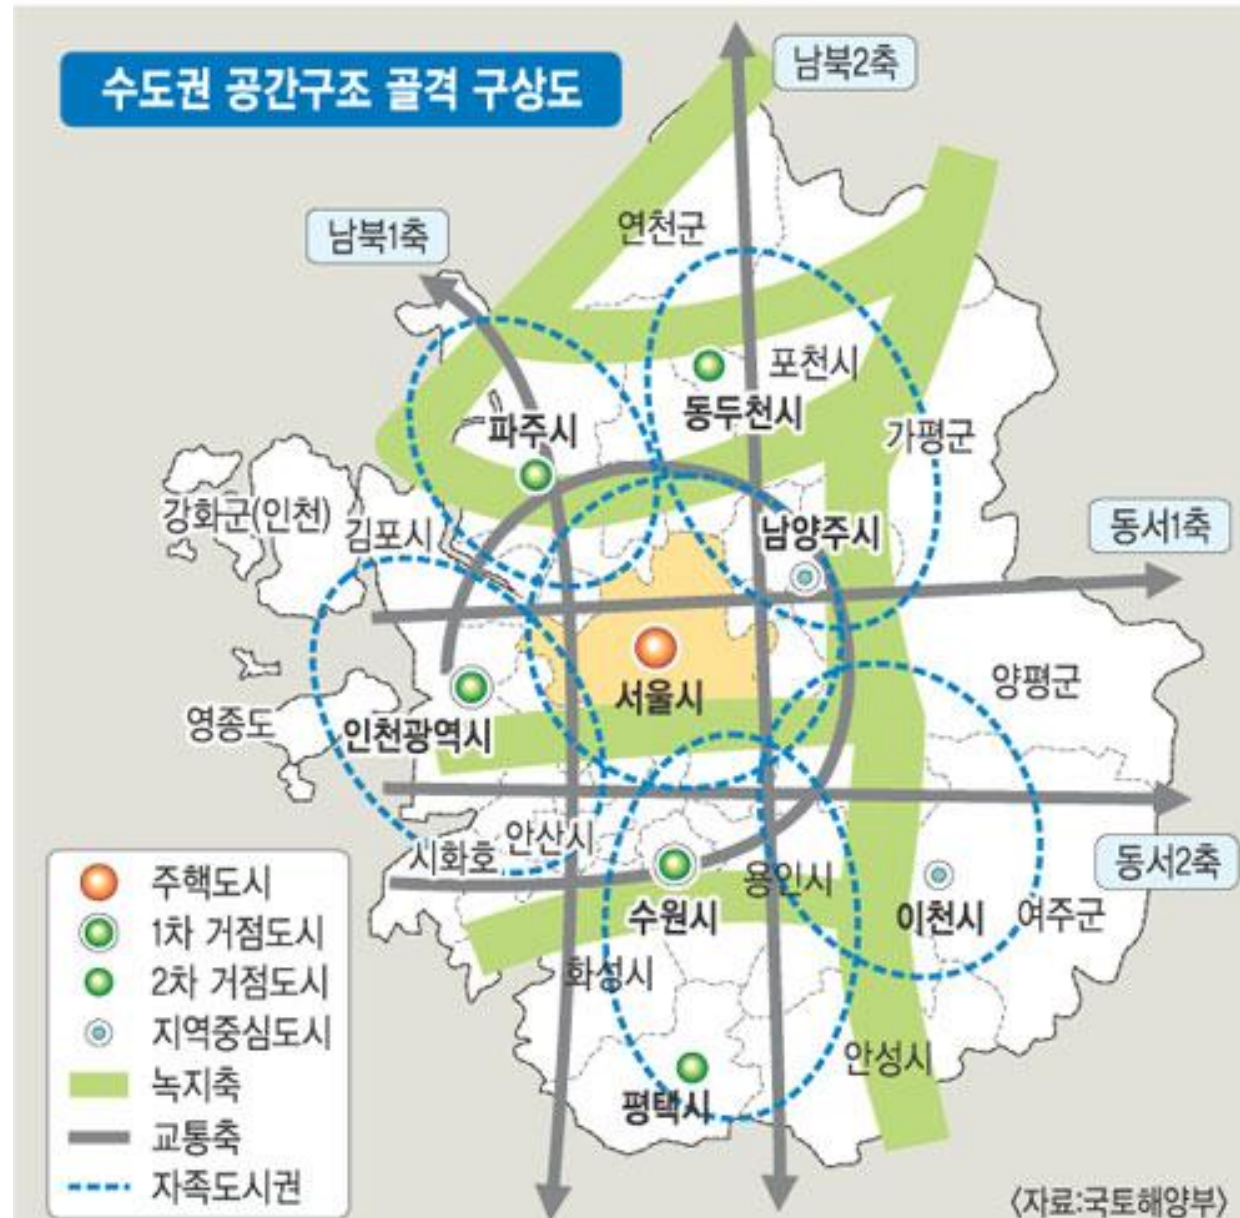 수도권 공간구조 골격 구상도
남북2축
남북1축
연천군
포천시
동두천시
파주시
가평군
강화군(인천)
김포시
남양주시
동서1축
서울시
양평군
영종도
인천광역시
안산시
시화호
용인시
동서2축
수원시
이천시
여주군
화성시
안성시
평택시
주핵도시
1차 거점도시
2차 거점도시
지역중심도시
녹지축
교통축
자족도시권
<자료:국토해양부>